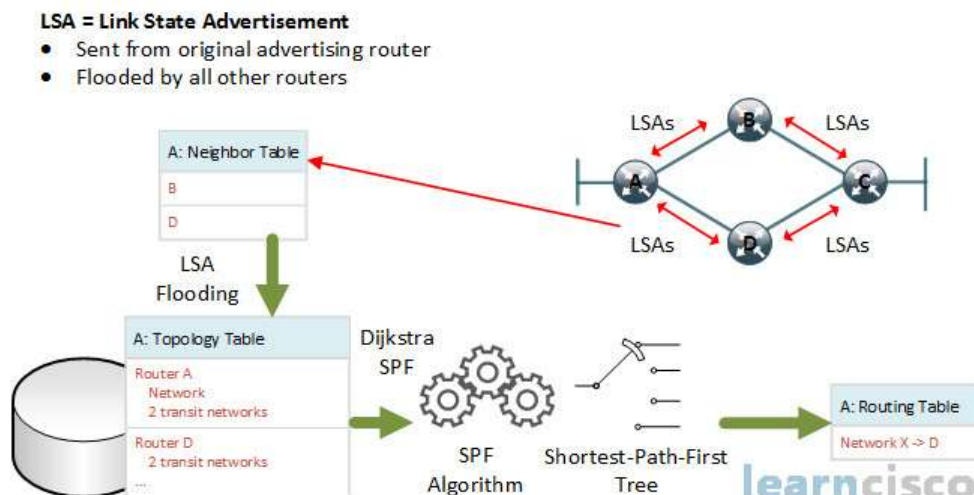 LSA = Link State Advertisement
• Sent from original advertising router
• Flooded by all other routers
LSAs
B
LSAs
A: Neighbor Table
B
D
A
C
LSAs
D
LSAs
LSA
Flooding
A: Topology Table
Router A
Network
2 transit networks
Router D
2 transit networks
...
Dijkstra
SPF
SPF
Algorithm
Shortest-Path-First
Tree
A: Routing Table
Network X -> D
learncisco